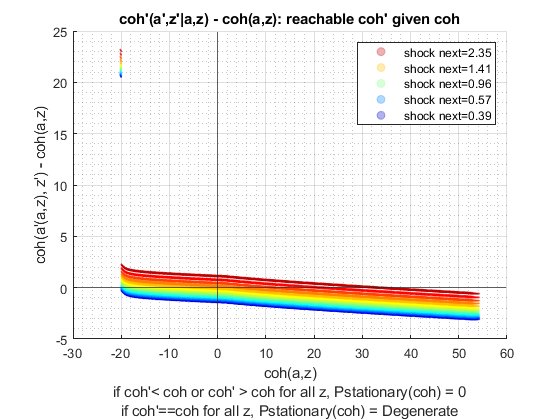 coh'(a',z'|a,z) - coh(a,z): reachable coh' given coh
25
20
15
10
5
0
-5
coh(a'(a,z), z') - coh(a,z)
shock next=2.35
shock next=1.41
shock next=0.96
shock next=0.57
shock next=0.39
-30 -20 -10 0 10 20 30 40 50 60
coh(a,z)
if coh'< coh or coh' > coh for all z, Pstationary(coh) = 0
if coh'==coh for all z, Pstationary(coh) = Degenerate